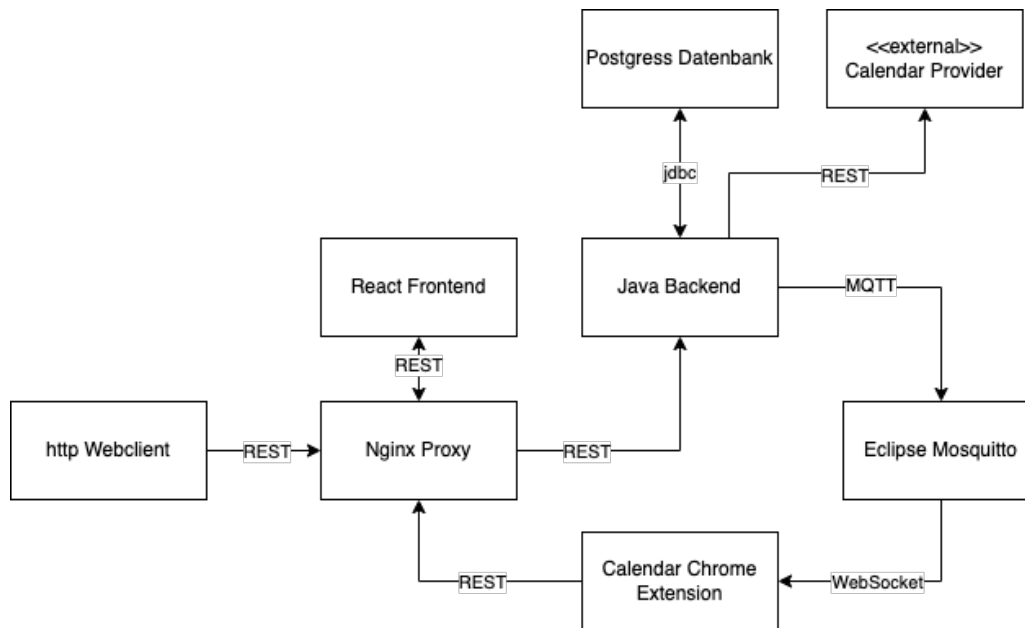 Postgress Datenbank
<<external>>
Calendar Provider
jdbc
REST
React Frontend
Java Backend
MQTT
REST
http Webclient
REST
Nginx Proxy
REST
Eclipse Mosquitto
REST
Calendar Chrome
Extension
WebSocket